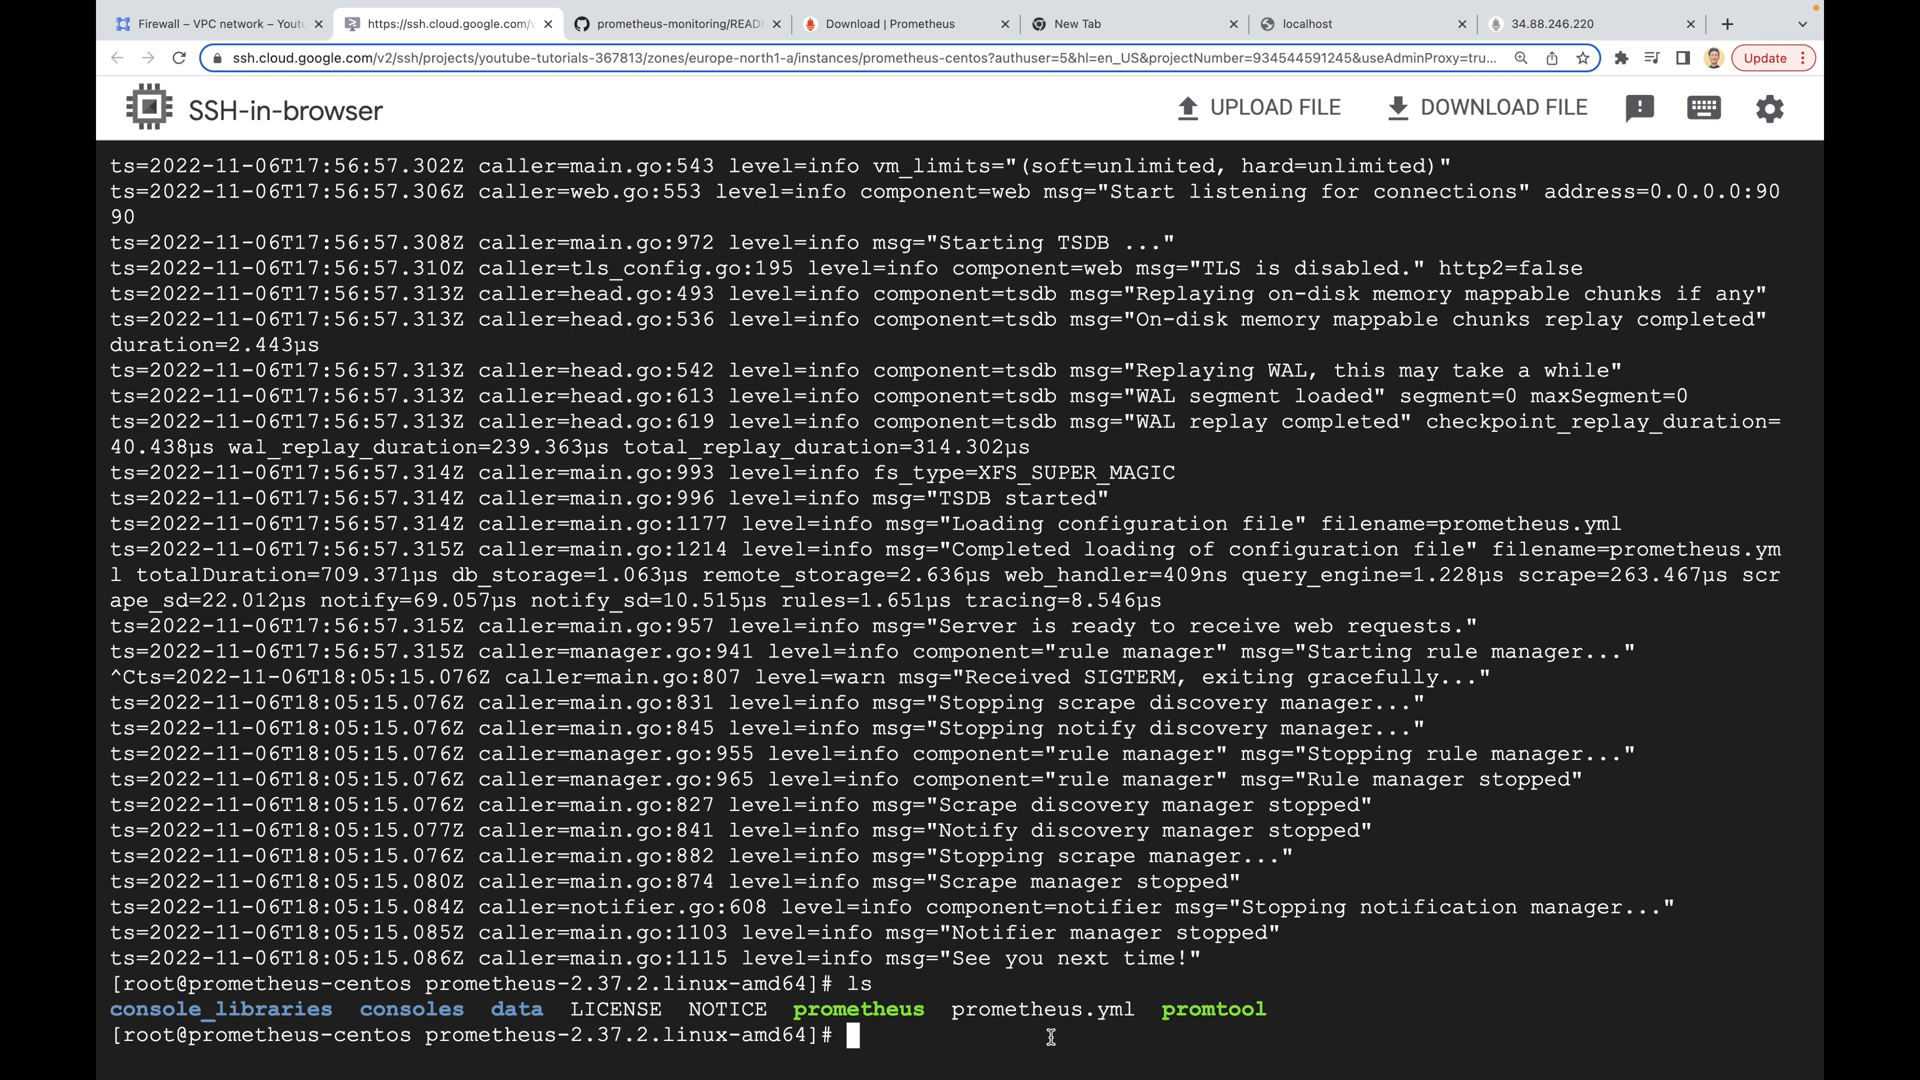 Firewall – VPC network – Youtu
https://ssh.cloud.google.com/v
prometheus-monitoring/READ
Download | Prometheus
New Tab
localhost
34.88.246.220
ssh.cloud.google.com/v2/ssh/projects/youtube-tutorials-367813/zones/europe-north1-a/instances/prometheus-centos?authuser=5&hl=en_US&projectNumber=934544591245&useAdminProxy=tru...
Update
SSH-in-browser
UPLOAD FILE
DOWNLOAD FILE
ts=2022-11-06T17:56:57.302Z caller=main.go:543 level=info vm_limits="(soft=unlimited, hard=unlimited)"
ts=2022-11-06T17:56:57.306Z caller=web.go:553 level=info component=web msg="Start listening for connections" address=0.0.0.0:90
90
ts=2022-11-06T17:56:57.308Z caller=main.go:972 level=info msg="Starting TSDB ..."
ts=2022-11-06T17:56:57.310Z caller=tls_config.go:195 level=info component=web msg="TLS is disabled." http2=false
ts=2022-11-06T17:56:57.313Z caller=head.go:493 level=info component=tsdb msg="Replaying on-disk memory mappable chunks if any"
ts=2022-11-06T17:56:57.313Z caller=head.go:536 level=info component=tsdb msg="On-disk memory mappable chunks replay completed"
duration=2.443µs
ts=2022-11-06T17:56:57.313Z caller=head.go:542 level=info component=tsdb msg="Replaying WAL, this may take a while"
ts=2022-11-06T17:56:57.313Z caller=head.go:613 level=info component=tsdb msg="WAL segment loaded" segment=0 maxSegment=0
ts=2022-11-06T17:56:57.313Z caller=head.go:619 level=info component=tsdb msg="WAL replay completed" checkpoint_replay_duration=
40.438µs wal_replay_duration=239.363µs total_replay_duration=314.302µs
ts=2022-11-06T17:56:57.314Z caller=main.go:993 level=info fs_type=XFS_SUPER_MAGIC
ts=2022-11-06T17:56:57.314Z caller=main.go:996 level=info msg="TSDB started"
ts=2022-11-06T17:56:57.314Z caller=main.go:1177 level=info msg="Loading configuration file" filename=prometheus.yml
ts=2022-11-06T17:56:57.315Z caller=main.go:1214 level=info msg="Completed loading of configuration file" filename=prometheus.ym
l totalDuration=709.371µs db_storage=1.063µs remote_storage=2.636µs web_handler=409ns query_engine=1.228µs scrape=263.467µs scr
ape_sd=22.012µs notify=69.057µs notify_sd=10.515µs rules=1.651µs tracing=8.546µs
ts=2022-11-06T17:56:57.315Z caller=main.go:957 level=info msg="Server is ready to receive web requests."
ts=2022-11-06T17:56:57.315Z caller=manager.go:941 level=info component="rule manager" msg="Starting rule manager..."
^Cts=2022-11-06T18:05:15.076Z caller=main.go:807 level=warn msg="Received SIGTERM, exiting gracefully..."
ts=2022-11-06T18:05:15.076Z caller=main.go:831 level=info msg="Stopping scrape discovery manager..."
ts=2022-11-06T18:05:15.076Z caller=main.go:845 level=info msg="Stopping notify discovery manager..."
ts=2022-11-06T18:05:15.076Z caller=manager.go:955 level=info component="rule manager" msg="Stopping rule manager..."
ts=2022-11-06T18:05:15.076Z caller=manager.go:965 level=info component="rule manager" msg="Rule manager stopped"
ts=2022-11-06T18:05:15.076Z caller=main.go:827 level=info msg="Scrape discovery manager stopped"
ts=2022-11-06T18:05:15.077Z caller=main.go:841 level=info msg="Notify discovery manager stopped"
ts=2022-11-06T18:05:15.076Z caller=main.go:882 level=info msg="Stopping scrape manager..."
ts=2022-11-06T18:05:15.080Z caller=main.go:874 level=info msg="Scrape manager stopped"
ts=2022-11-06T18:05:15.084Z caller=notifier.go:608 level=info component=notifier msg="Stopping notification manager..."
ts=2022-11-06T18:05:15.085Z caller=main.go:1103 level=info msg="Notifier manager stopped"
ts=2022-11-06T18:05:15.086Z caller=main.go:1115 level=info msg="See you next time!"
[root@prometheus-centos prometheus-2.37.2.linux-amd64]# ls
console_libraries consoles data LICENSE NOTICE prometheus prometheus.yml promtool
[root@prometheus-centos prometheus-2.37.2.linux-amd64]#